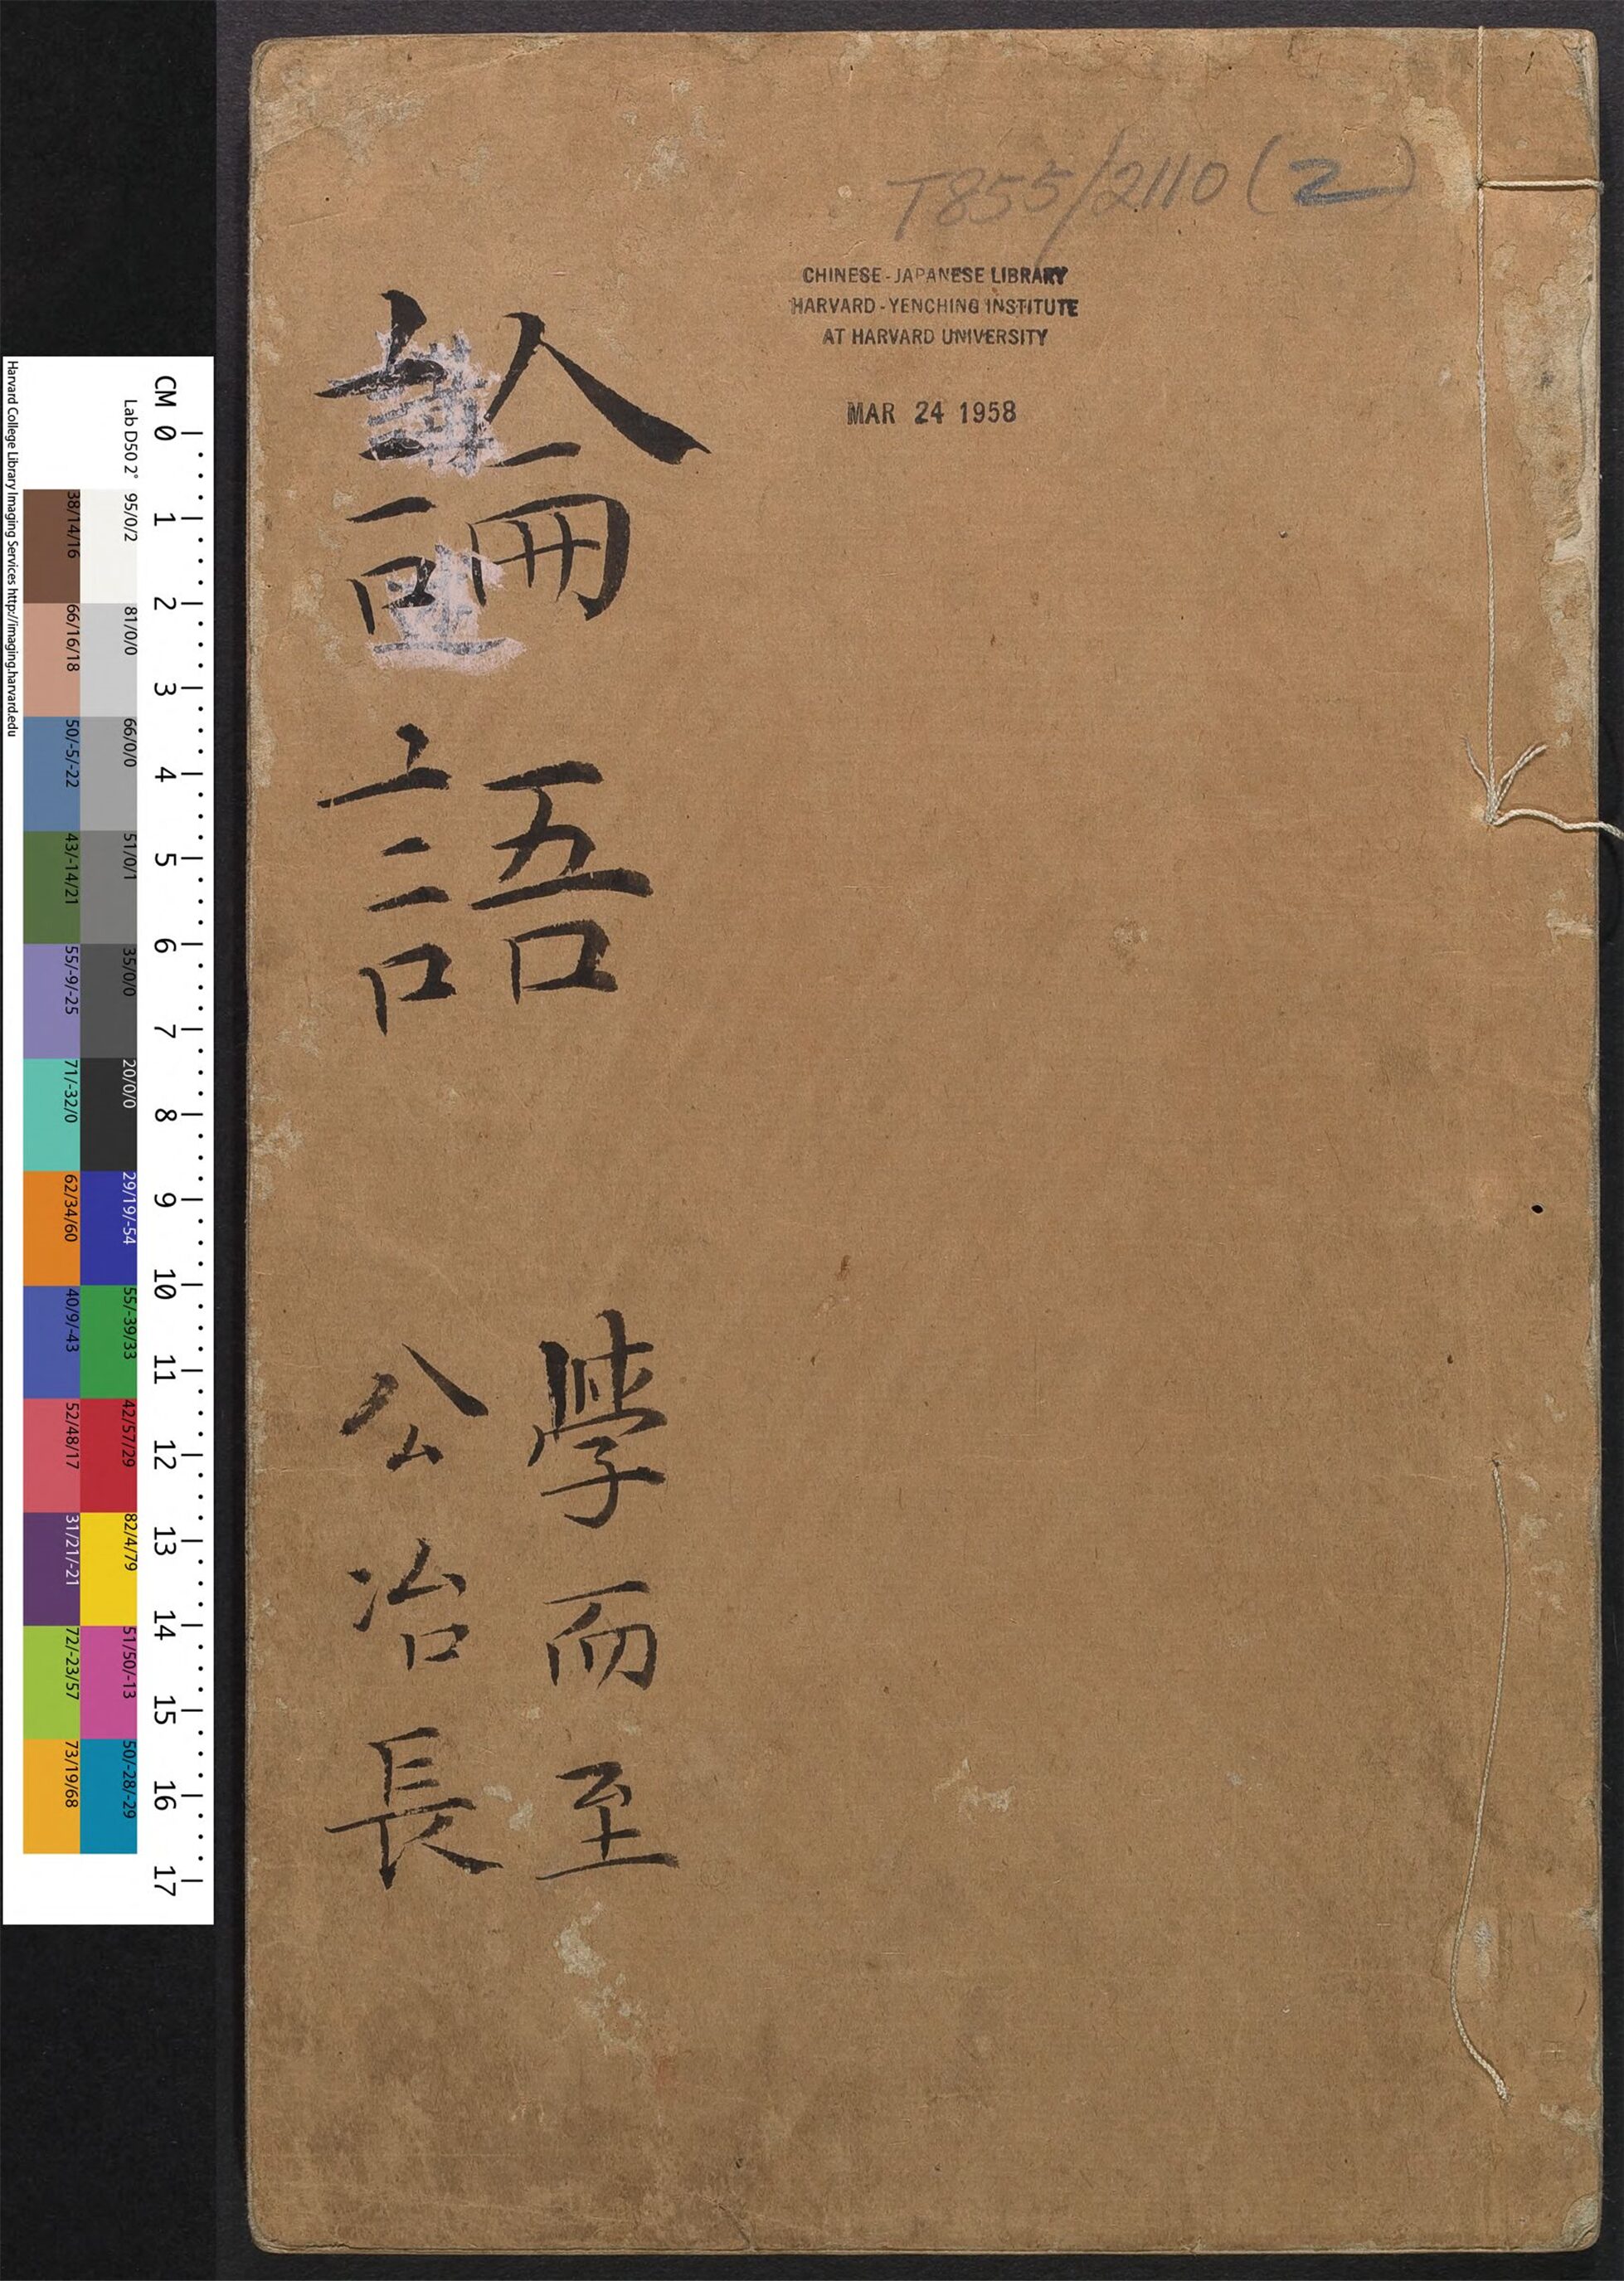 T855/2110(2)
CHINESE-JAPANESE LIBRARY
HARVARD-YENCHING INSTITUTE
AT HARVARD UNIVERSITY
MAR 24 1958
論語
學而至
公冶長
CM 0 1 2 3 4 5 6 7 8 9 10 11 12 13 14 15 16 17
Lab D50 2°
95/0/2 81/0/0 66/0/0 51/0/1 35/0/0 20/0/0 29/19/-54 55/-39/33 42/57/29 82/4/79 51/50/-13 50/-28/-29
38/14/16 66/16/18 50/-5/-22 43/-14/21 55/-9/-25 71/-32/0 62/34/60 40/9/-43 52/48/17 31/21/-21 72/-23/57 73/19/68
Harvard College Library Imaging Services http://imaging.harvard.edu